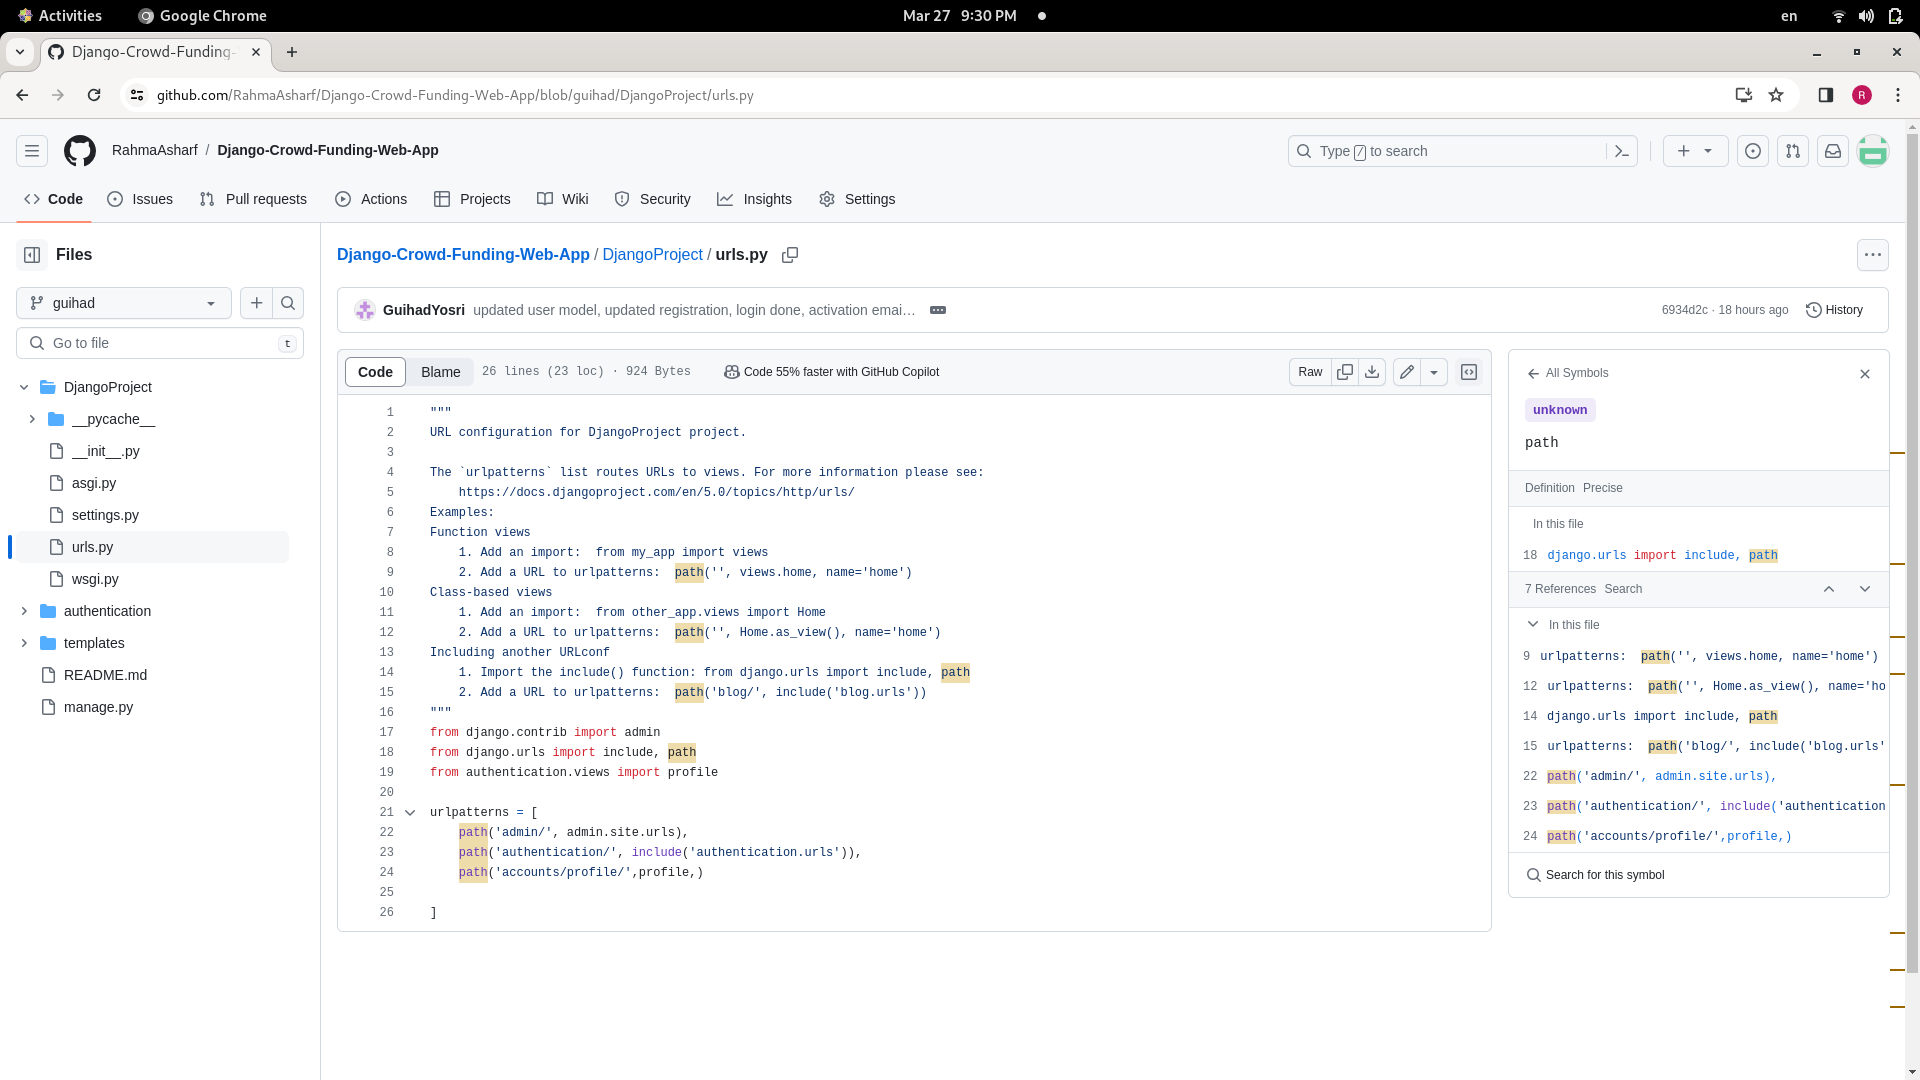 Activities
Google Chrome
Mar 27 9:30 PM
en
Django-Crowd-Funding-
github.com/RahmaAsharf/Django-Crowd-Funding-Web-App/blob/guihad/DjangoProject/urls.py
R
RahmaAsharf / Django-Crowd-Funding-Web-App
Type / to search
Code
Issues
Pull requests
Actions
Projects
Wiki
Security
Insights
Settings
Files
guihad
Go to file
t
DjangoProject
__pycache__
__init__.py
asgi.py
settings.py
urls.py
wsgi.py
authentication
templates
README.md
manage.py
Django-Crowd-Funding-Web-App / DjangoProject / urls.py
GuihadYosri updated user model, updated registration, login done, activation emai…
6934d2c · 18 hours ago
History
Code
Blame
26 lines (23 loc) · 924 Bytes
Code 55% faster with GitHub Copilot
Raw
1 """
2 URL configuration for DjangoProject project.
3
4 The `urlpatterns` list routes URLs to views. For more information please see:
5     https://docs.djangoproject.com/en/5.0/topics/http/urls/
6 Examples:
7 Function views
8     1. Add an import:  from my_app import views
9     2. Add a URL to urlpatterns:  path('', views.home, name='home')
10 Class-based views
11     1. Add an import:  from other_app.views import Home
12     2. Add a URL to urlpatterns:  path('', Home.as_view(), name='home')
13 Including another URLconf
14     1. Import the include() function: from django.urls import include, path
15     2. Add a URL to urlpatterns:  path('blog/', include('blog.urls'))
16 """
17 from django.contrib import admin
18 from django.urls import include, path
19 from authentication.views import profile
20
21 urlpatterns = [
22     path('admin/', admin.site.urls),
23     path('authentication/', include('authentication.urls')),
24     path('accounts/profile/',profile,)
25
26 ]
All Symbols
unknown
path
Definition Precise
In this file
18 django.urls import include, path
7 References Search
In this file
9 urlpatterns:  path('', views.home, name='home')
12 urlpatterns:  path('', Home.as_view(), name='ho
14 django.urls import include, path
15 urlpatterns:  path('blog/', include('blog.urls'
22 path('admin/', admin.site.urls),
23 path('authentication/', include('authentication
24 path('accounts/profile/',profile,)
Search for this symbol